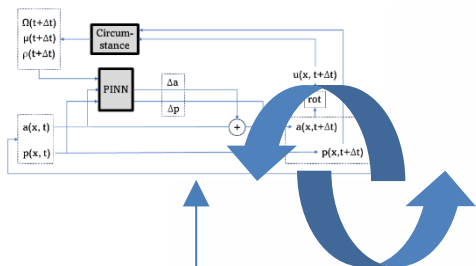 Ω(t+Δt)
μ(t+Δt)
ρ(t+Δt)
Circum-
stance
PINN
Δa
Δp
u(x, t+Δt)
rot
a(x, t)
+
a(x,t+Δt)
p(x, t)
p(x,t+Δt)